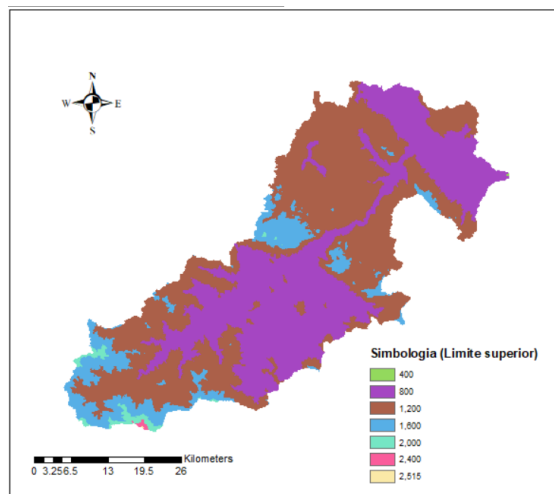 N
W E
S
Simbologia (Limite superior)
400
800
1,200
1,600
2,000
2,400
2,515
Kilometers
0 3.256.5 13 19.5 26